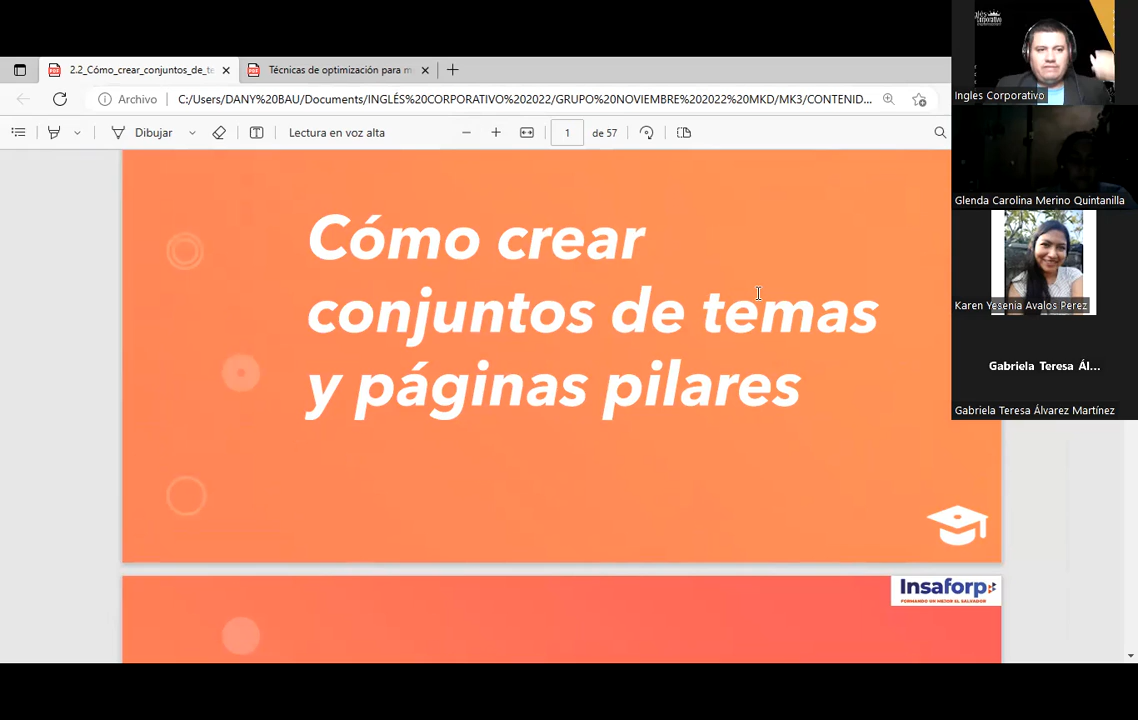 2.2_Cómo_crear_conjuntos_de_te
Técnicas de optimización para m
Archivo
C:/Users/DANY%20BAU/Documents/INGLÉS%20CORPORATIVO%202022/GRUPO%20NOVIEMBRE%202022%20MKD/MK3/CONTENID...
Dibujar
Lectura en voz alta
1
de 57
Cómo crear
conjuntos de temas
y páginas pilares
Insaforp
FORMANDO UN MEJOR EL SALVADOR
Ingles Corporativo
Glenda Carolina Merino Quintanilla
Karen Yesenia Avalos Perez
Gabriela Teresa Ál...
Gabriela Teresa Álvarez Martínez